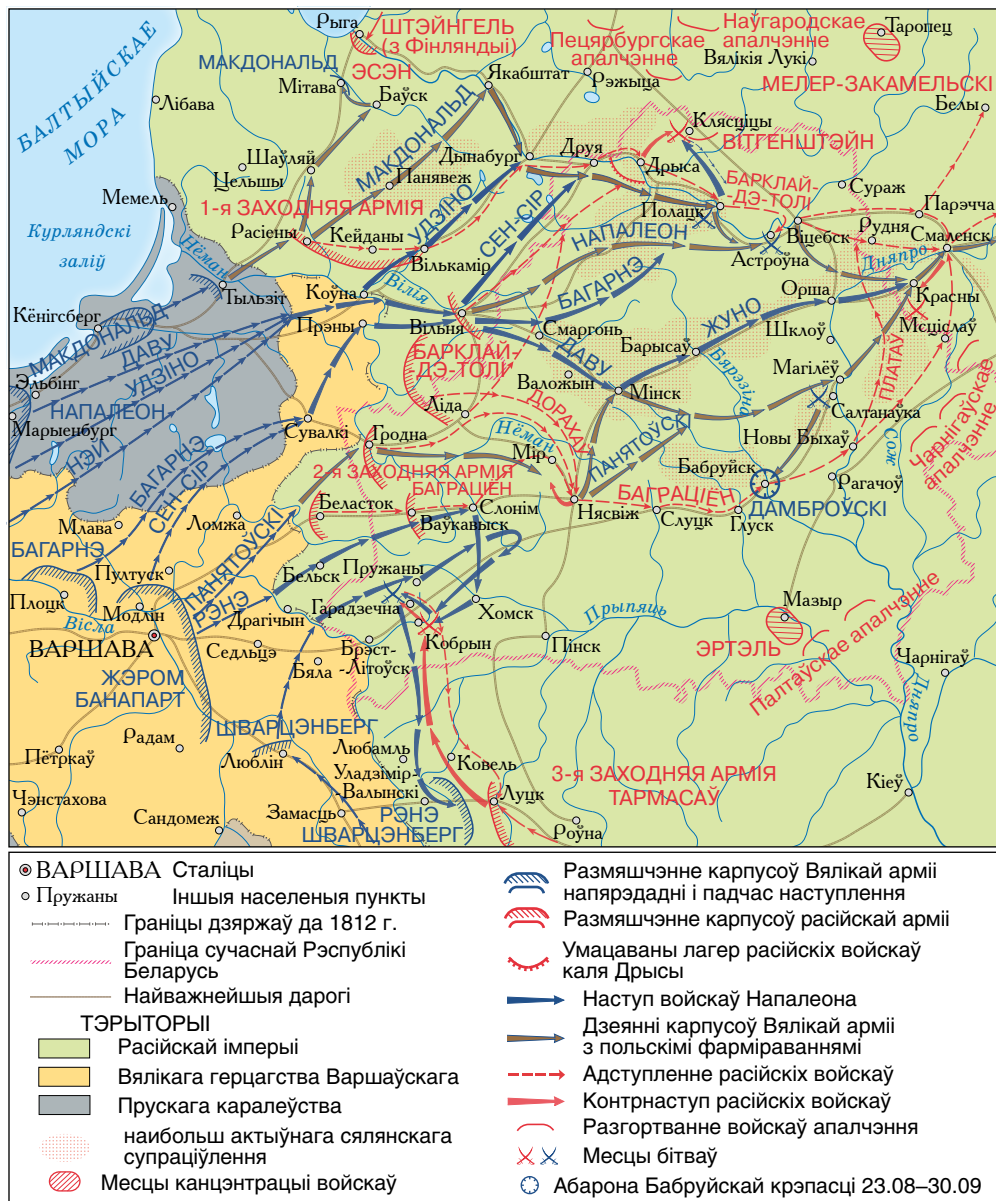 Рыга
ШТЭЙНГЕЛЬ
(з Фінляндыі)
Пецярбургскае
апалчэнне
Наўгародскае
апалчэнне
Таропец
Вялікія Лукі
Рэжыца
МЕЛЕР-ЗАКАМЕЛЬСКІ
Белы
МАКДОНАЛЬД
ЭСЭН
Мітава
Баўск
Якабштат
БАЛТЫЙСКАЕ
МОРА
Лібава
Клясціцы
ВІТГЕНШТЭЙН
МАКДОНАЛЬД
Дынабург
Друя
Дрыса
Шаўляй
Цельшы
Панявеж
УДЗІНО
СЕН-СІР
БАРКЛАЙ-
ДЭ-ТОЛІ
Сураж
Парэчча
Мемель
1-я ЗАХОДНЯЯ АРМІЯ
Полацк
Расіены
Кейданы
НАПАЛЕОН
Віцебск
Рудня
Смаленск
Курляндскі
заліў
Нёман
Вількамір
Астроўна
Дняпро
Тыльзіт
Коўна
Вілія
БАГАРНЭ
Орша
Красны
Кёнігсберг
Прэны
Вільня
Смаргонь
ЖУНО
Шклоў
Мсціслаў
МАКДОНАЛЬД
ДАВУ
УДЗІНО
БАРКЛАЙ-
ДЭ-ТОЛІ
ДАВУ
Барысаў
Бярэзіна
Магілёў
ПЛАТАЎ
Эльбінг
Валожын
Мінск
НАПАЛЕОН
Марыенбург
НЭЙ
Сувалкі
Ліда
ДОРАХАЎ
Салтанаўка
Чарнігаўскае
апалчэнне
БАГАРНЭ
СЕН-СІР
Гродна
Нёман
Мір
ПАНЯТОЎСКІ
Новы Быхаў
Сож
2-я ЗАХОДНЯЯ АРМІЯ
БАГРАЦІЁН
Бабруйск
Рагачоў
Беласток
Слонім
БАГРАЦІЁН
ДАМБРОЎСКІ
Млава
Ломжа
Ваўкавыск
Нясвіж
Слуцк
Глуск
БАГАРНЭ
ПАНЯТОЎСКІ
РЭНЭ
Пултуск
Бельск
Пружаны
Плоцк
Модлін
Драгічын
Гарадзечна
Хомск
Прыпяць
Мазыр
Вісла
ВАРШАВА
Седльцэ
Кобрын
Пінск
ЭРТЭЛЬ
Палтаўскае апалчэнне
Брэст-
-Літоўск
Чарнігаў
ЖЭРОМ
БАНАПАРТ
Бяла
Дняпро
ШВАРЦЭНБЕРГ
Радам
Пётркаў
Люблін
Любамль
Ковель
3-я ЗАХОДНЯЯ АРМІЯ
ТАРМАСАЎ
Кіеў
Уладзімір-
-Валынскі
Чэнстахова
Сандомеж
Замасць
РЭНЭ
ШВАРЦЭНБЕРГ
Луцк
Роўна
ВАРШАВА Сталіцы
Пружаны Іншыя населеныя пункты
Граніцы дзяржаў да 1812 г.
Граніца сучаснай Рэспублікі
Беларусь
Найважнейшыя дарогі
ТЭРЫТОРЫІ
Расійскай імперыі
Вялікага герцагства Варшаўскага
Прускага каралеўства
наибольш актыўнага сялянскага
супраціўлення
Месцы канцэнтрацыі войскаў
Размяшчэнне карпусоў Вялікай арміі
напярэдадні і падчас наступлення
Размяшчэнне карпусоў расійскай арміі
Умацаваны лагер расійскіх войскаў
каля Дрысы
Наступ войскаў Напалеона
Дзеянні карпусоў Вялікай арміі
з польскімі фарміраваннямі
Адступленне расійскіх войскаў
Контрнаступ расійскіх войскаў
Разгортванне войскаў апалчэння
Месцы бітваў
Абарона Бабруйскай крэпасці 23.08–30.09